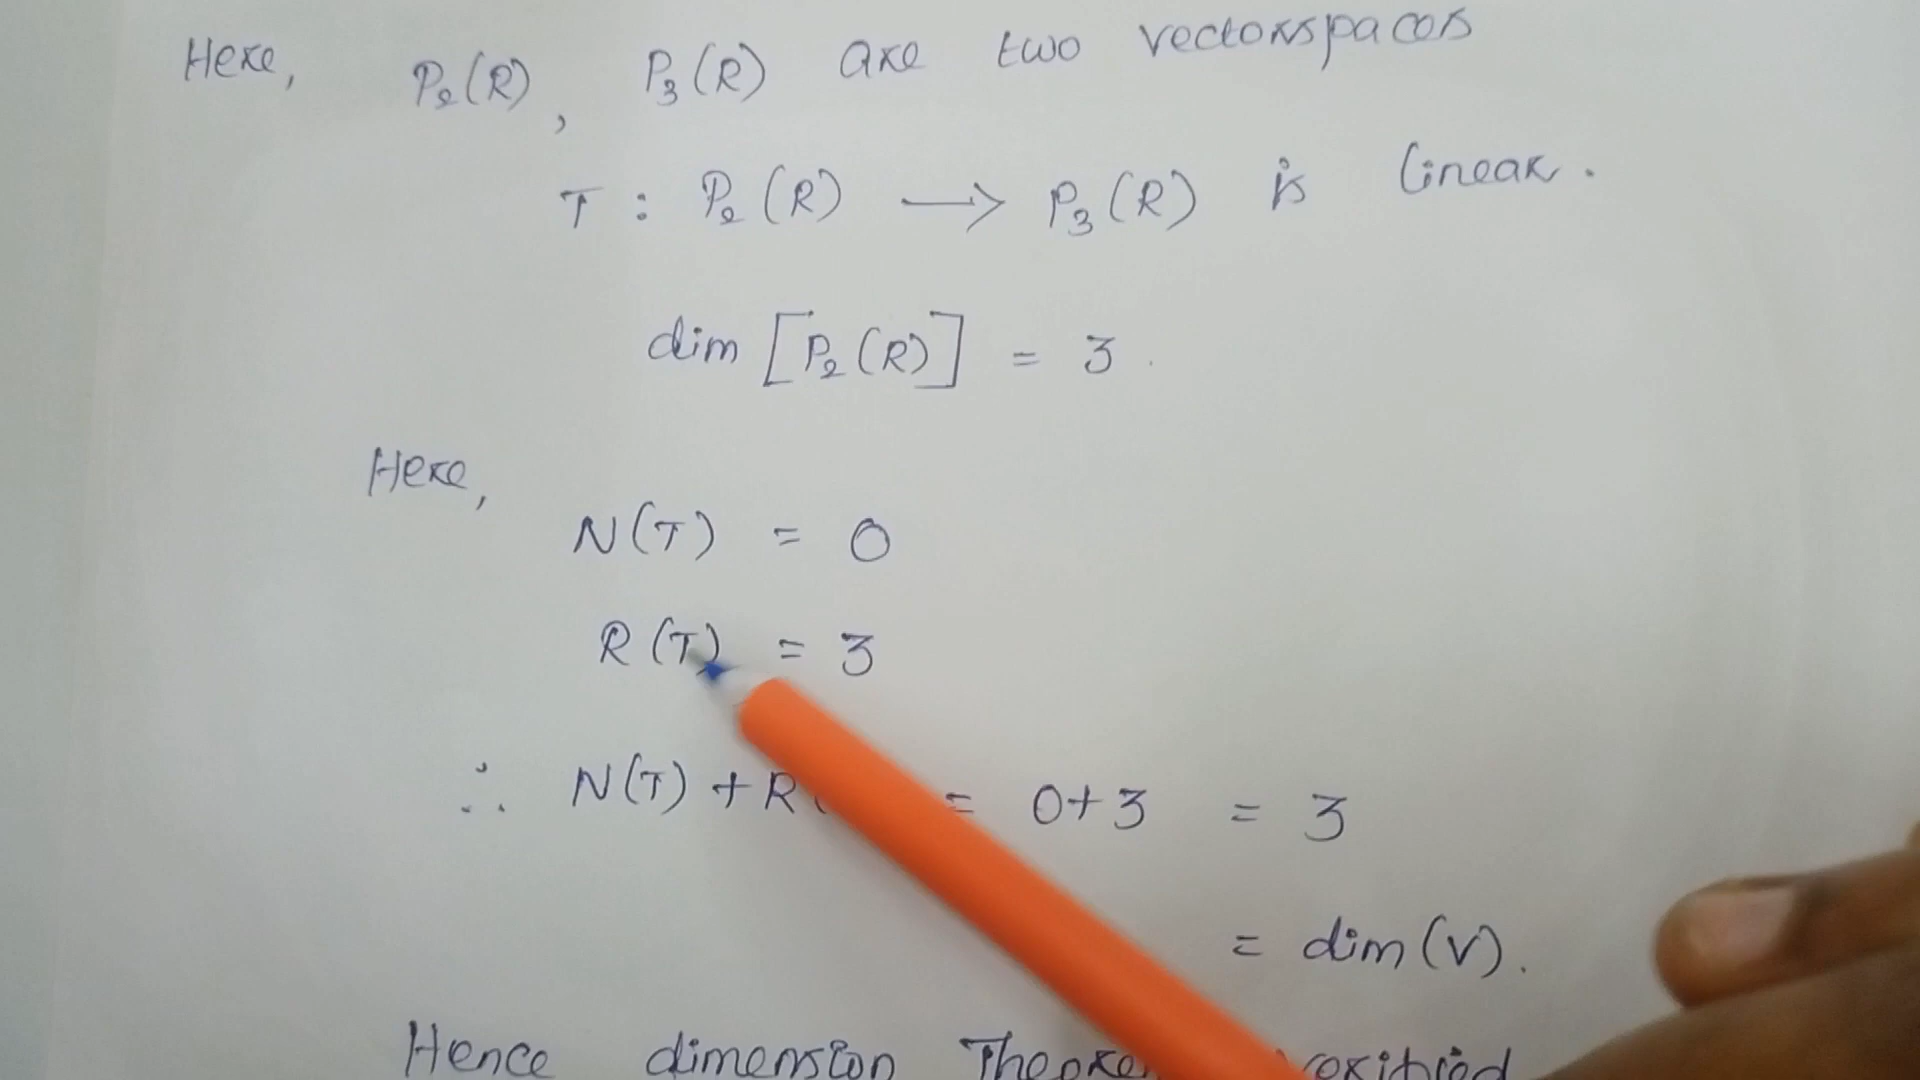 Here, P₂(R), P₃(R) are two vectorspaces
T : P₂(R) → P₃(R) is linear.
dim [P₂(R)] = 3.
Here,
N(T) = 0
R(T) = 3
∴ N(T) + R( = 0+3 = 3
= dim(V).
Hence dimension